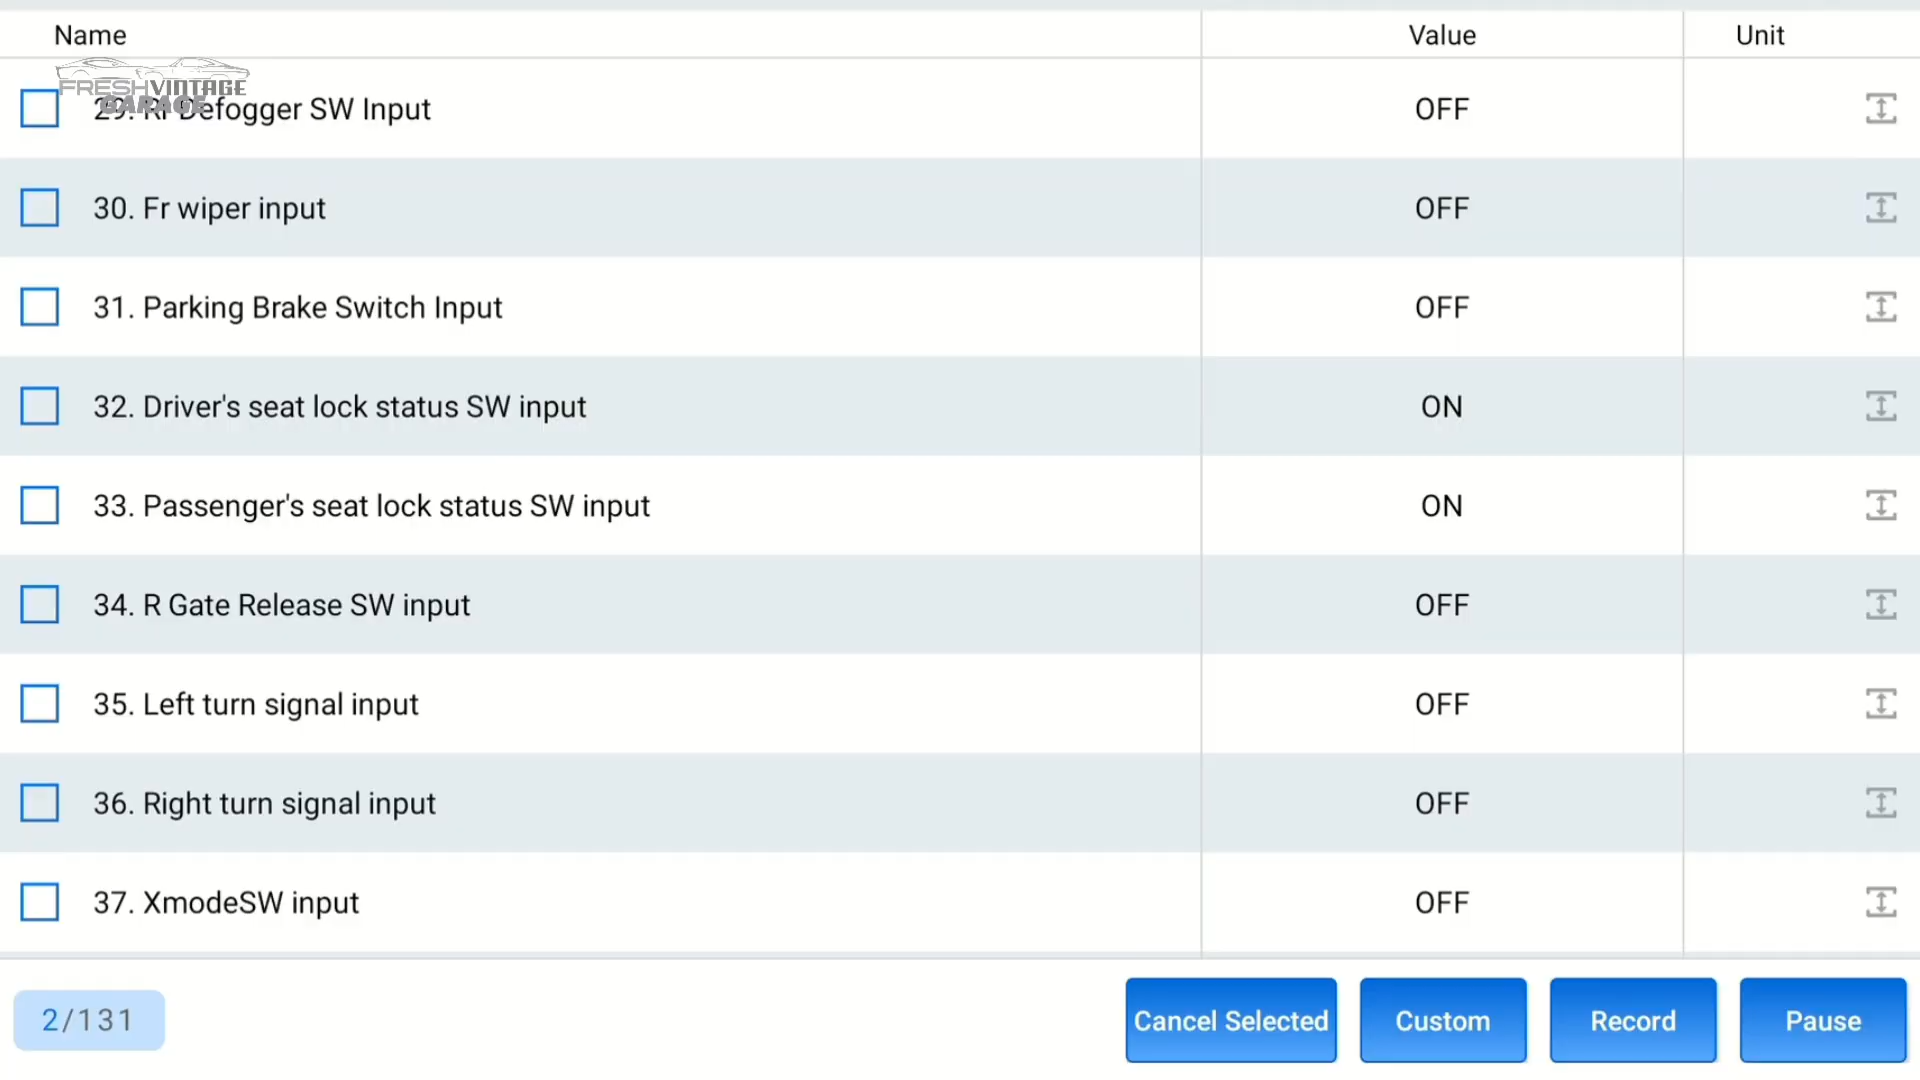 Name Value Unit
FRESHVINTAGE
GARAGE
29. Rr Defogger SW Input OFF
30. Fr wiper input OFF
31. Parking Brake Switch Input OFF
32. Driver's seat lock status SW input ON
33. Passenger's seat lock status SW input ON
34. R Gate Release SW input OFF
35. Left turn signal input OFF
36. Right turn signal input OFF
37. XmodeSW input OFF
2/131 Cancel Selected Custom Record Pause